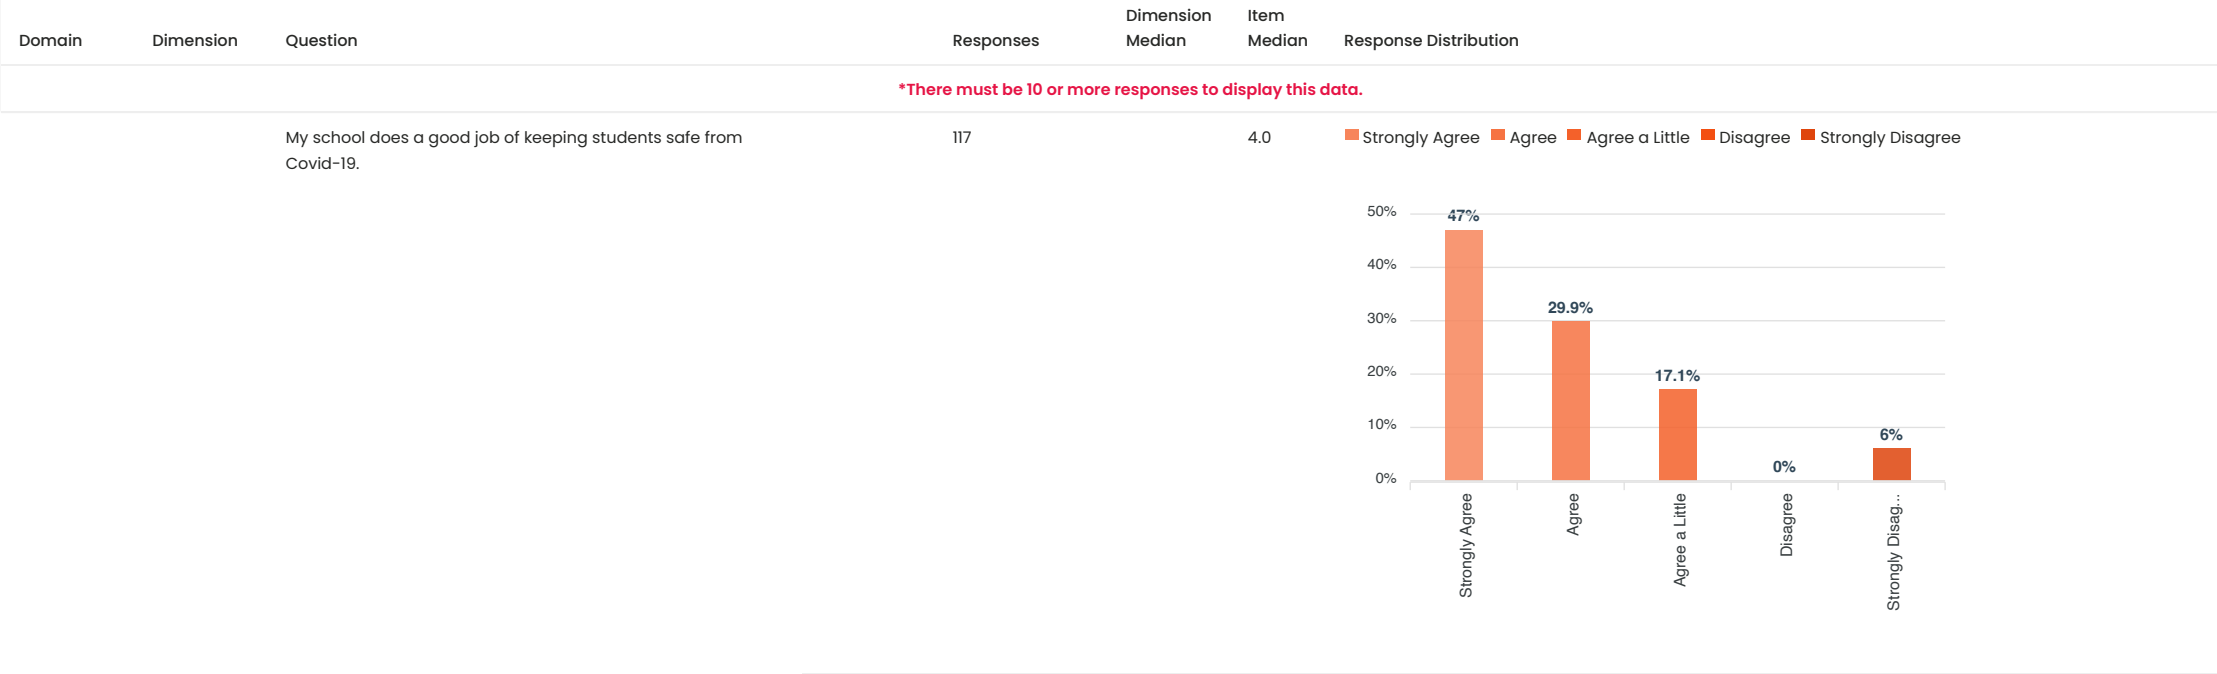 Domain Dimension Question Responses Dimension Median Item Median Response Distribution
*There must be 10 or more responses to display this data.
My school does a good job of keeping students safe from
Covid-19.
117
4.0
Strongly Agree Agree Agree a Little Disagree Strongly Disagree
50%
40%
30%
20%
10%
0%
47%
29.9%
17.1%
0%
6%
Strongly Agree
Agree
Agree a Little
Disagree
Strongly Disag...